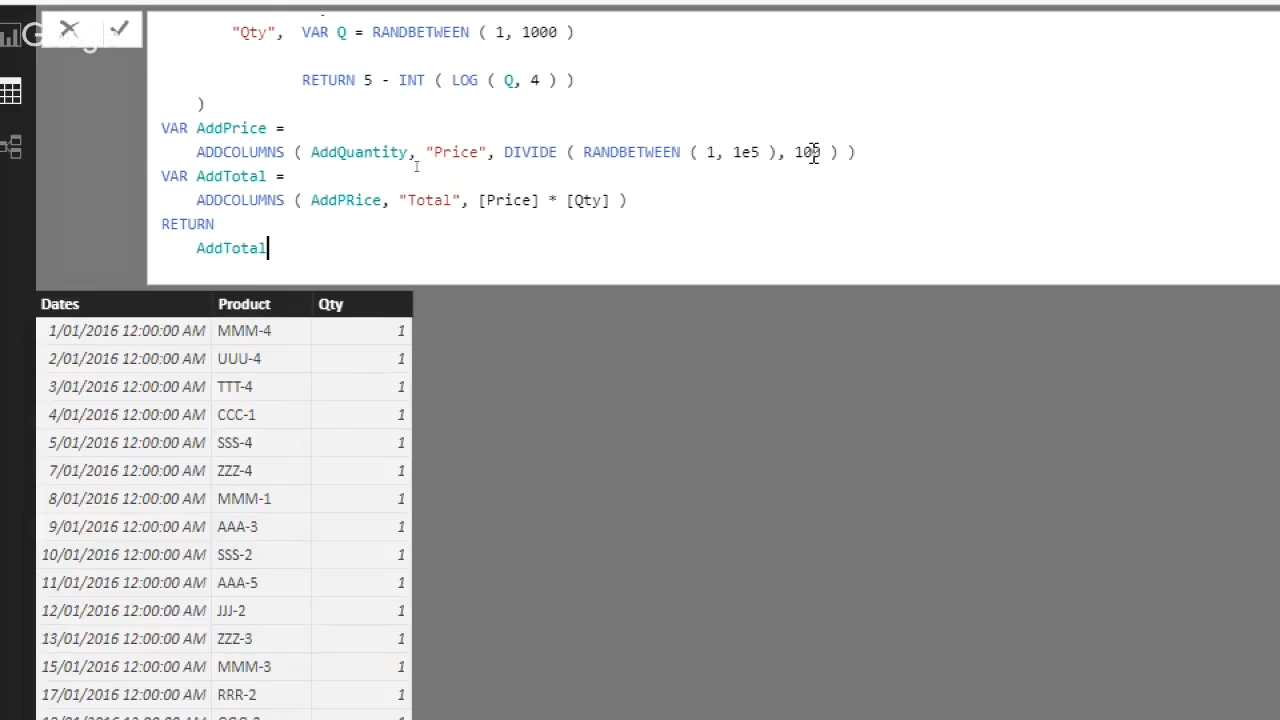 "Qty", VAR Q = RANDBETWEEN ( 1, 1000 )
RETURN 5 - INT ( LOG ( Q, 4 ) )
)
VAR AddPrice =
ADDCOLUMNS ( AddQuantity, "Price", DIVIDE ( RANDBETWEEN ( 1, 1e5 ), 100 ) )
VAR AddTotal =
ADDCOLUMNS ( AddPRice, "Total", [Price] * [Qty] )
RETURN
AddTotal
Dates Product Qty
1/01/2016 12:00:00 AM MMM-4 1
2/01/2016 12:00:00 AM UUU-4 1
3/01/2016 12:00:00 AM TTT-4 1
4/01/2016 12:00:00 AM CCC-1 1
5/01/2016 12:00:00 AM SSS-4 1
7/01/2016 12:00:00 AM ZZZ-4 1
8/01/2016 12:00:00 AM MMM-1 1
9/01/2016 12:00:00 AM AAA-3 1
10/01/2016 12:00:00 AM SSS-2 1
11/01/2016 12:00:00 AM AAA-5 1
12/01/2016 12:00:00 AM JJJ-2 1
13/01/2016 12:00:00 AM ZZZ-3 1
15/01/2016 12:00:00 AM MMM-3 1
17/01/2016 12:00:00 AM RRR-2 1